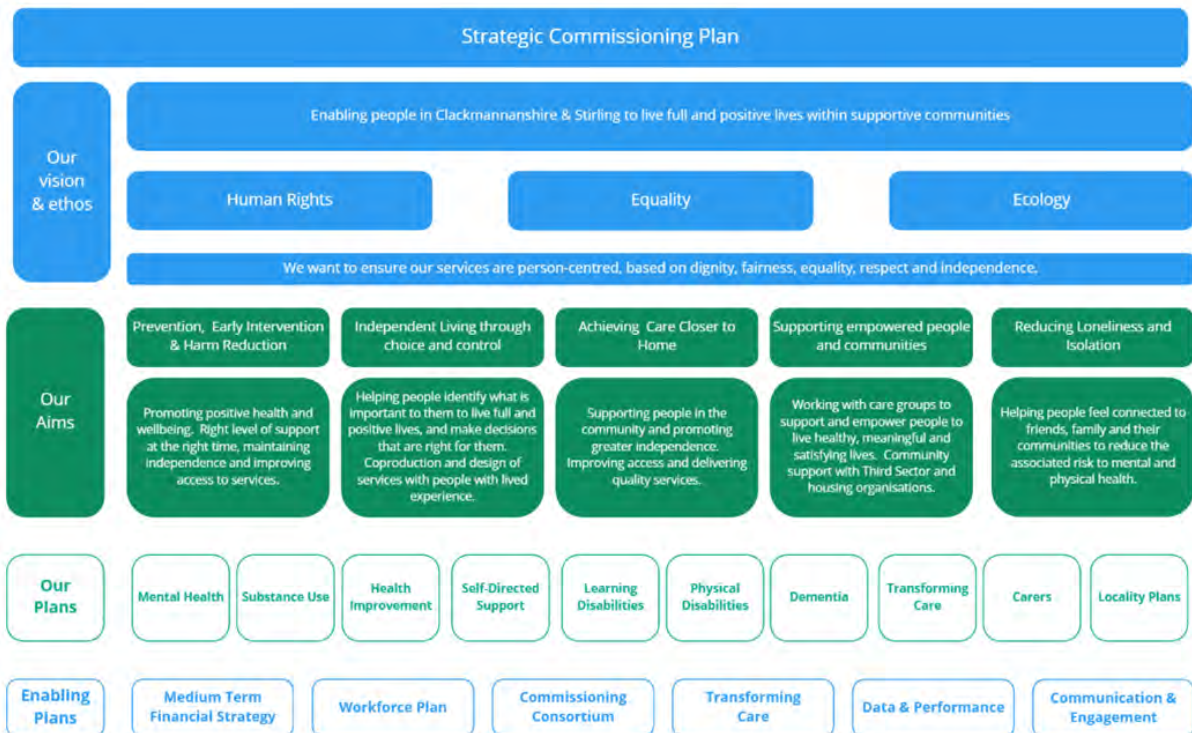 Strategic Commissioning Plan
Our
vision
& ethos
Enabling people in Clackmannanshire & Stirling to live full and positive lives within supportive communities
Human Rights
Equality
Ecology
We want to ensure our services are person-centred, based on dignity, fairness, equality, respect and independence.
Our
Aims
Prevention, Early Intervention
& Harm Reduction
Independent Living through
choice and control
Achieving Care Closer to
Home
Supporting empowered people
and communities
Reducing Loneliness and
Isolation
Promoting positive health and
wellbeing. Right level of support
at the right time, maintaining
independence and improving
access to services.
Helping people identify what is
important to them to live full and
positive lives, and make decisions
that are right for them.
Coproduction and design of
services with people with lived
experience.
Supporting people in the
community and promoting
greater independence.
Improving access and delivering
quality services.
Working with care groups to
support and empower people to
live healthy, meaningful and
satisfying lives. Community
support with Third Sector and
housing organisations.
Helping people feel connected to
friends, family and their
communities to reduce the
associated risk to mental and
physical health.
Our
Plans
Mental Health
Substance Use
Health
Improvement
Self-Directed
Support
Learning
Disabilities
Physical
Disabilities
Dementia
Transforming
Care
Carers
Locality Plans
Enabling
Plans
Medium Term
Financial Strategy
Workforce Plan
Commissioning
Consortium
Transforming
Care
Data & Performance
Communication &
Engagement